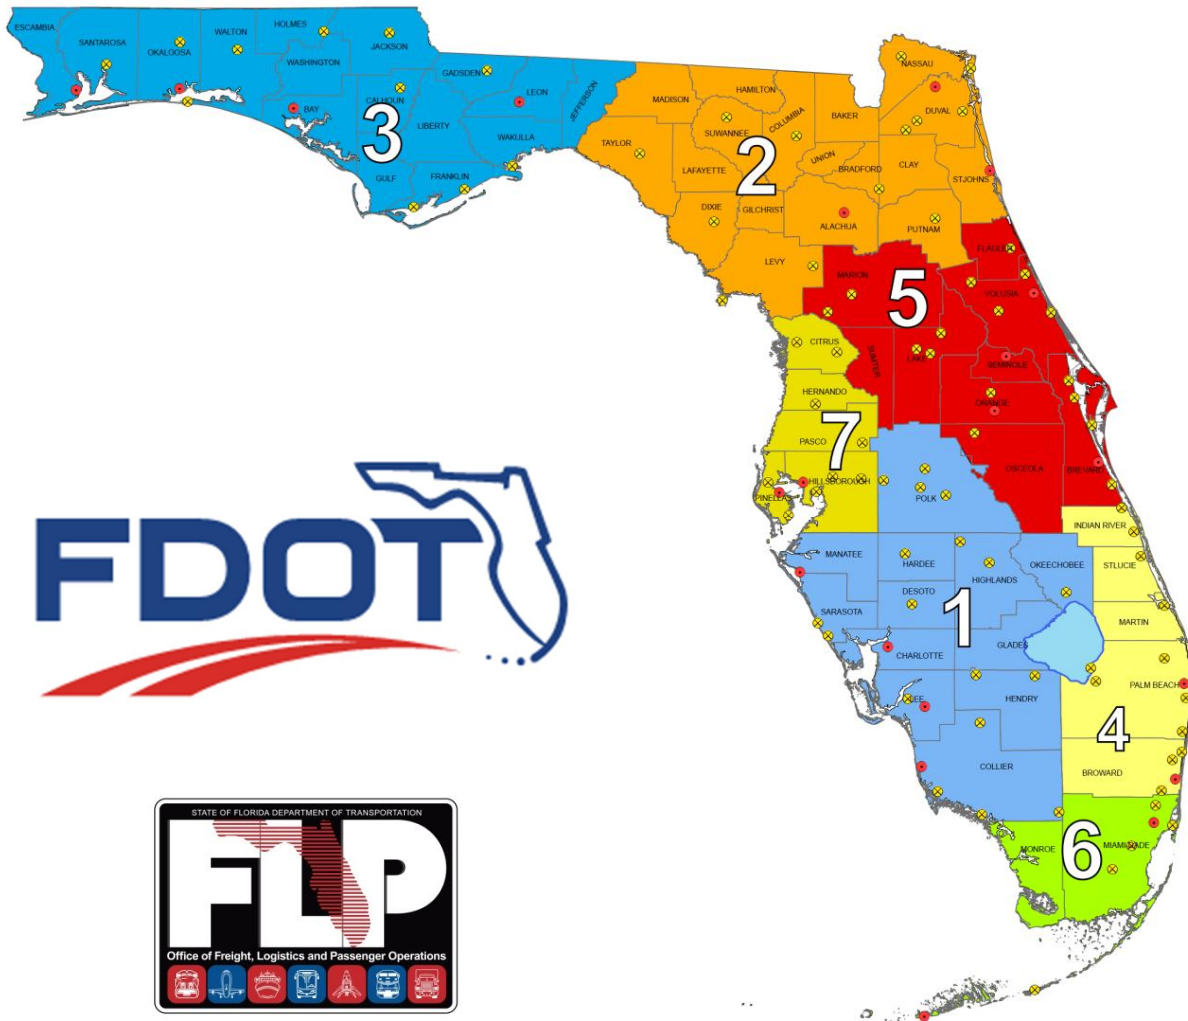 ESCAMBIA
SANTAROSA
OKALOOSA
WALTON
HOLMES
WASHINGTON
JACKSON
BAY
CALHOUN
GADSDEN
LIBERTY
LEON
WAKULLA
JEFFERSON
GULF
FRANKLIN
3
MADISON
HAMILTON
TAYLOR
SUWANNEE
COLUMBIA
BAKER
NASSAU
DUVAL
LAFAYETTE
UNION
BRADFORD
CLAY
STJOHNS
DIXIE
GILCHRIST
ALACHUA
PUTNAM
LEVY
2
FLAGLER
MARION
VOLUSIA
SUMTER
LAKE
SEMINOLE
ORANGE
OSCEOLA
BREVARD
5
CITRUS
HERNANDO
PASCO
PINELLAS
HILLSBOROUGH
7
POLK
MANATEE
HARDEE
HIGHLANDS
OKEECHOBEE
SARASOTA
DESOTO
CHARLOTTE
GLADES
LEE
HENDRY
COLLIER
1
INDIAN RIVER
STLUCIE
MARTIN
PALM BEACH
BROWARD
4
MONROE
MIAMI-DADE
6
FDOT
STATE OF FLORIDA DEPARTMENT OF TRANSPORTATION
FLP
Office of Freight, Logistics and Passenger Operations